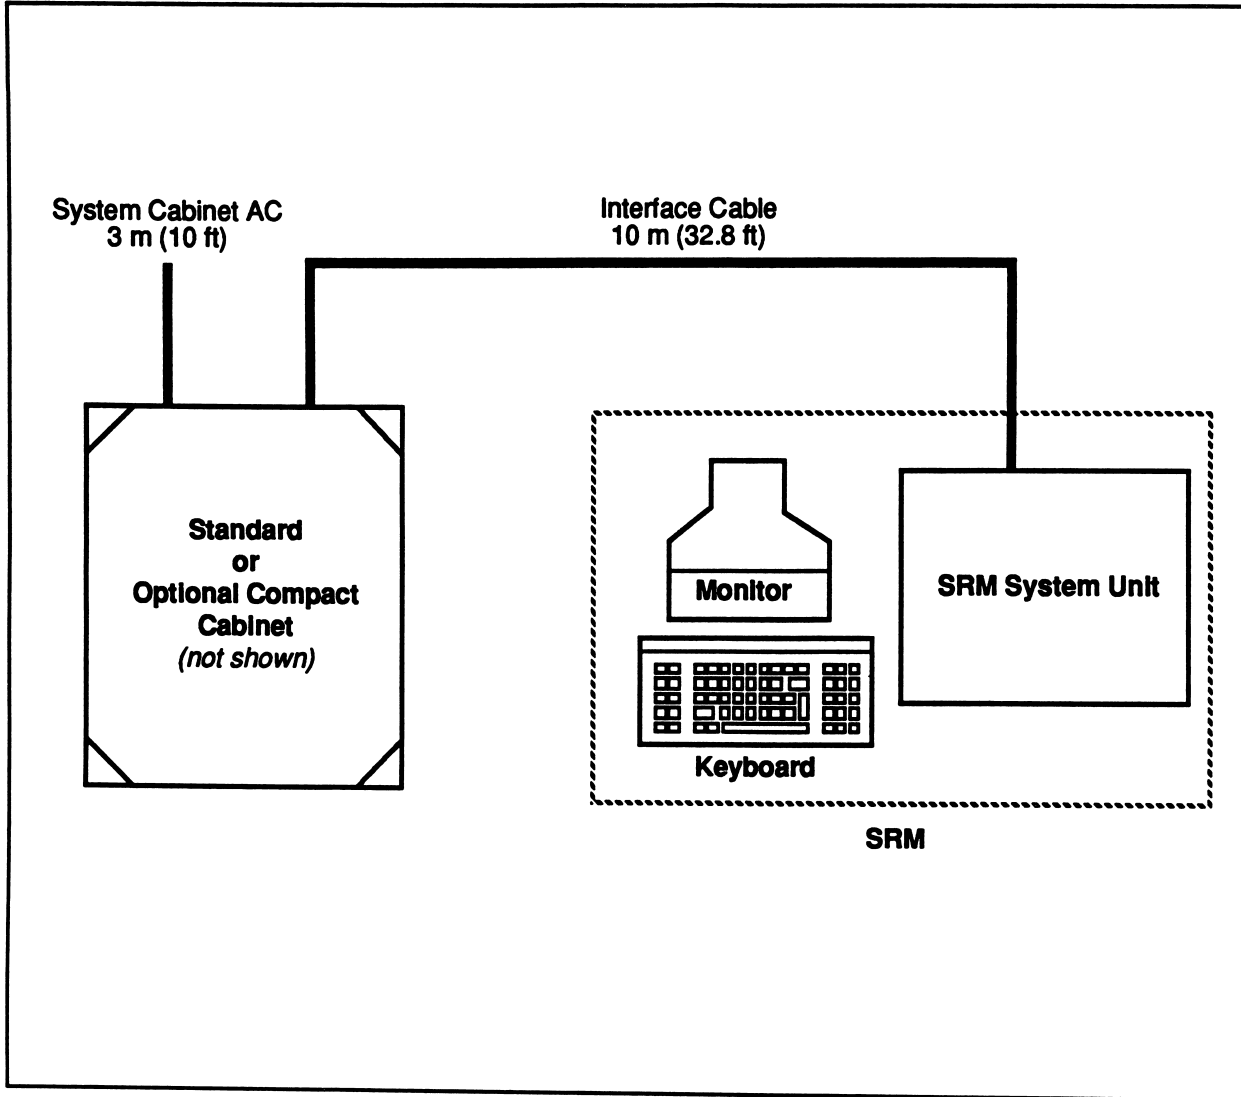 System Cabinet AC
3 m (10 ft)
Interface Cable
10 m (32.8 ft)
Standard
or
Optional Compact
Cabinet
(not shown)
Monitor
SRM System Unit
Keyboard
SRM